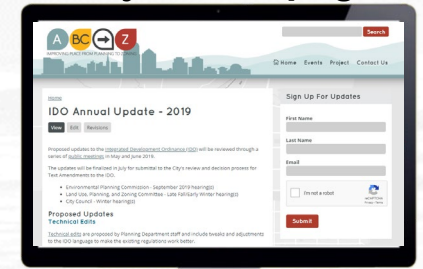 A BC Z
IMPROVING PLACE FROM PLANNING TO ZONING
Search
Home Events Project Contact Us
Home
IDO Annual Update - 2019
View Edit Revisions
Proposed updates to the Integrated Development Ordinance (IDO) will be reviewed through a
series of public meetings in May and June 2019.
The updates will be finalized in July for submittal to the City's review and decision process for
Text Amendments to the IDO.
Environmental Planning Commission - September 2019 hearing(s)
Land Use, Planning, and Zoning Committee - Late Fall/Early Winter hearing(s)
City Council - Winter hearing(s)
Proposed Updates
Technical Edits
Technical edits are proposed by Planning Department staff and include tweaks and adjustments
to the IDO language to make the existing regulations work better.
Sign Up For Updates
First Name
Last Name
Email
I'm not a robot
reCAPTCHA
Privacy - Terms
Submit